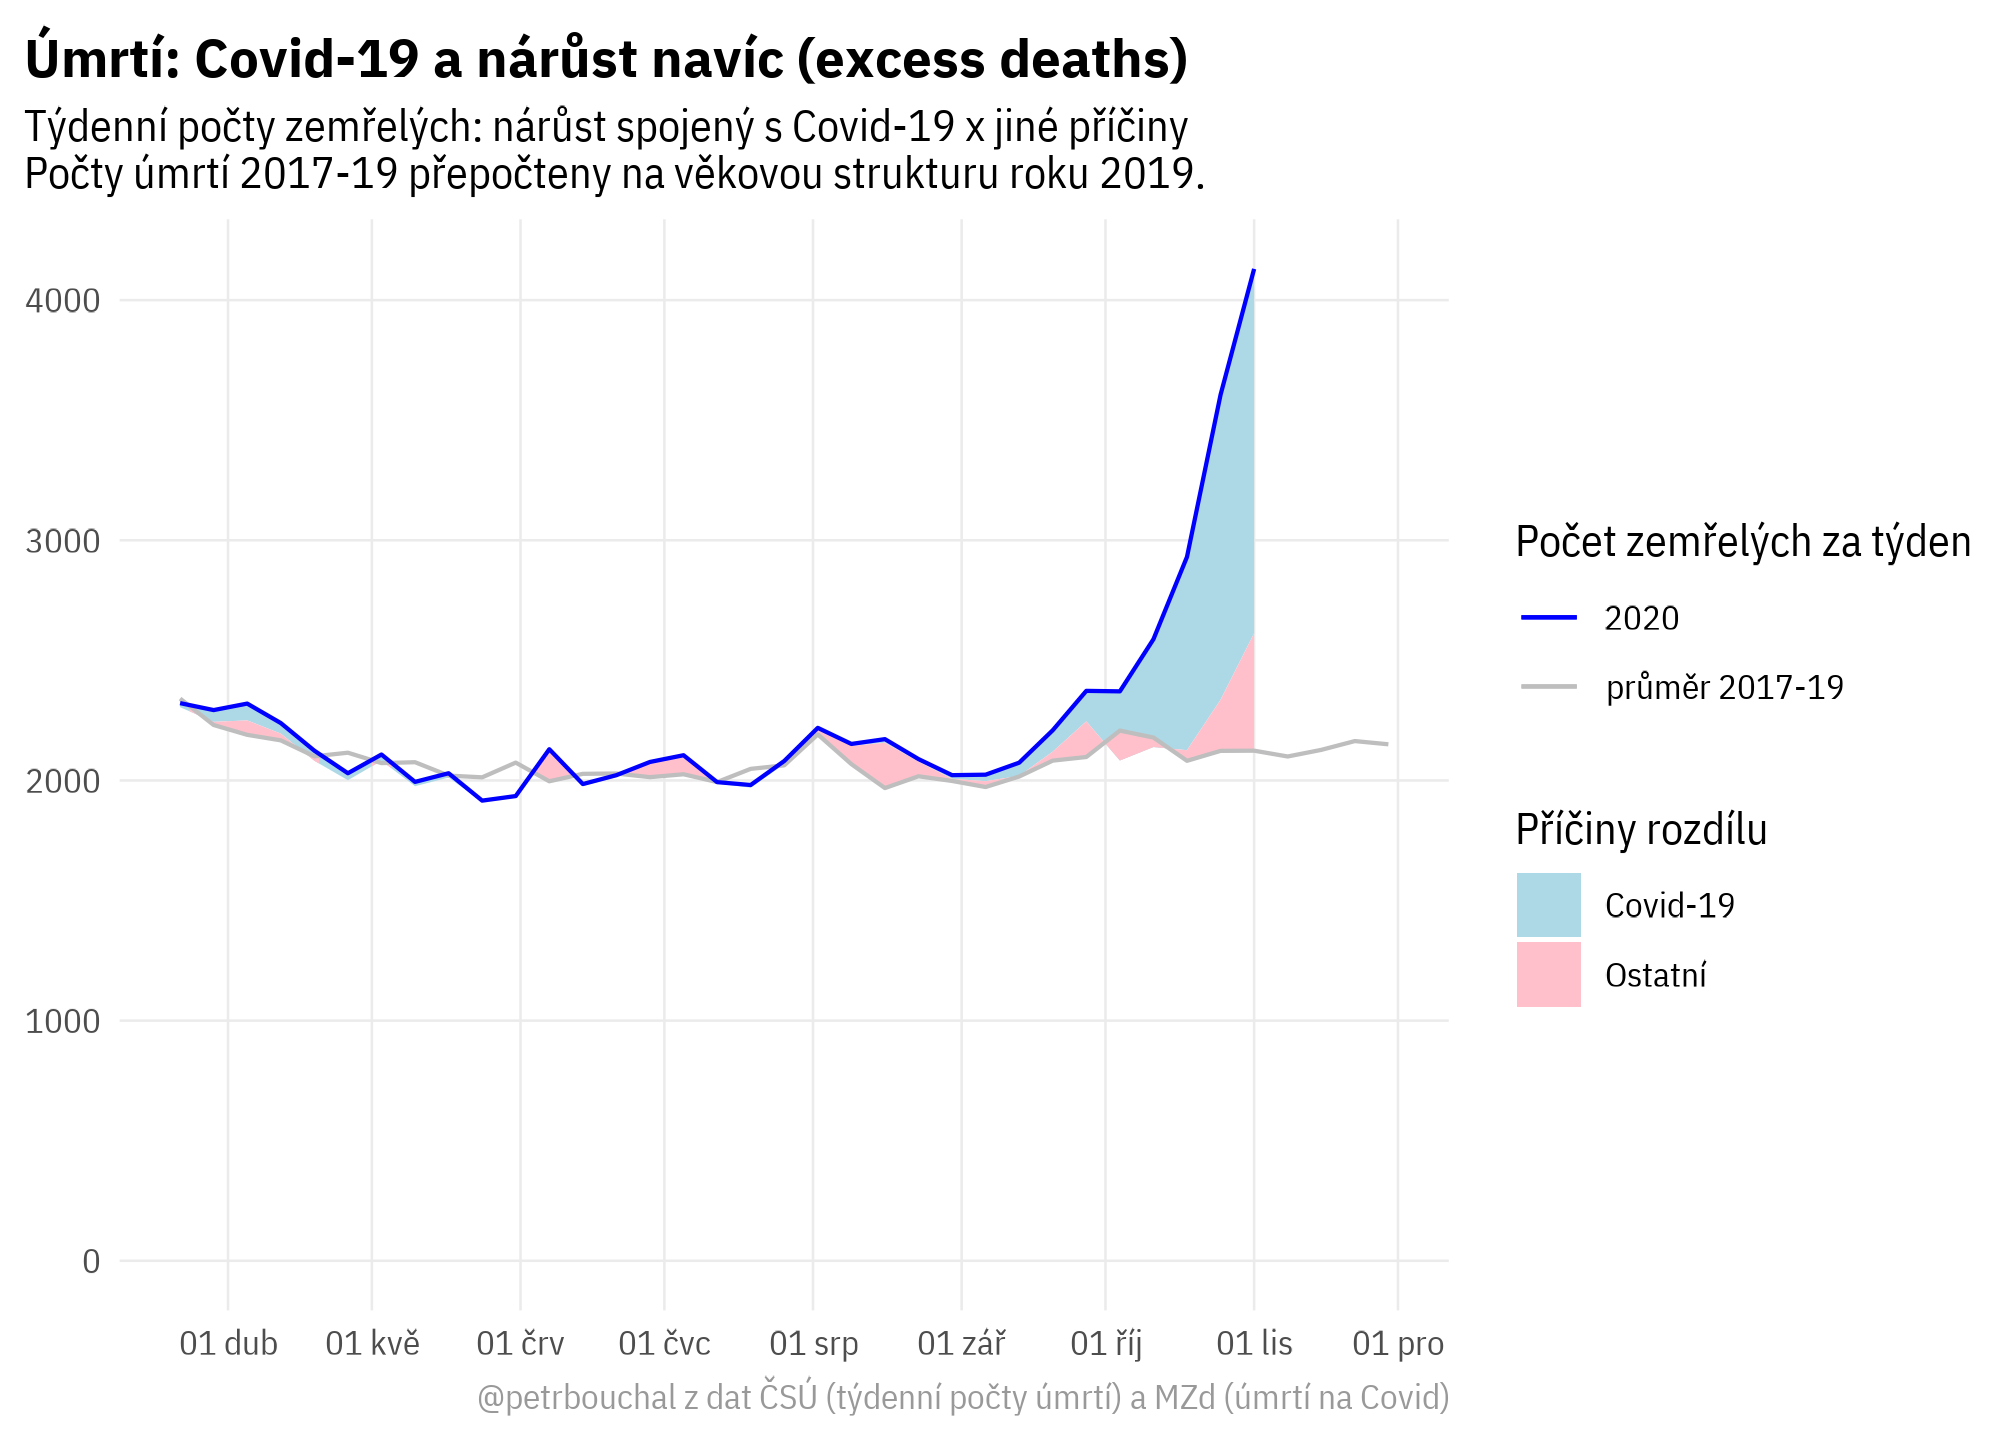 Úmrtí: Covid-19 a nárůst navíc (excess deaths)
Týdenní počty zemřelých: nárůst spojený s Covid-19 x jiné příčiny
Počty úmrtí 2017-19 přepočteny na věkovou strukturu roku 2019.
4000
3000
2000
1000
0
01 dub 01 kvě 01 črv 01 čvc 01 srp 01 zář 01 říj 01 lis 01 pro
Počet zemřelých za týden
2020
průměr 2017-19
Příčiny rozdílu
Covid-19
Ostatní
@petrbouchal z dat ČSÚ (týdenní počty úmrtí) a MZd (úmrtí na Covid)